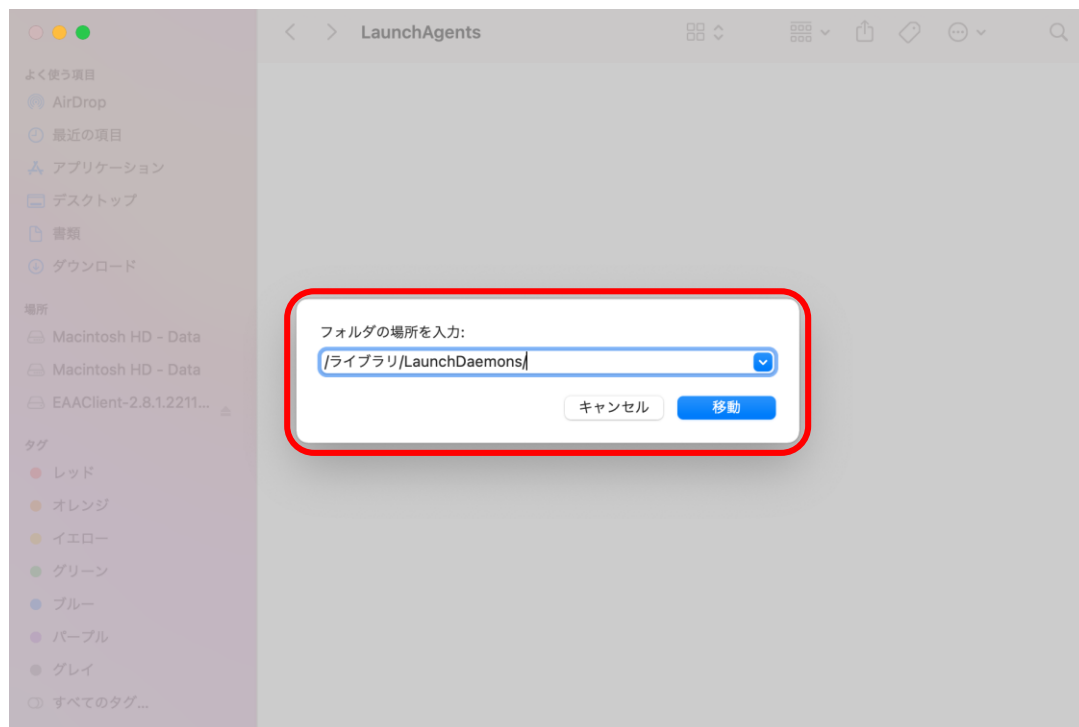 LaunchAgents
よく使う項目
AirDrop
最近の項目
アプリケーション
デスクトップ
書類
ダウンロード
場所
Macintosh HD - Data
Macintosh HD - Data
EAAClient-2.8.1.2211...
タグ
レッド
オレンジ
イエロー
グリーン
ブルー
パープル
グレイ
すべてのタグ...
フォルダの場所を入力:
/ライブラリ/LaunchDaemons/
キャンセル
移動